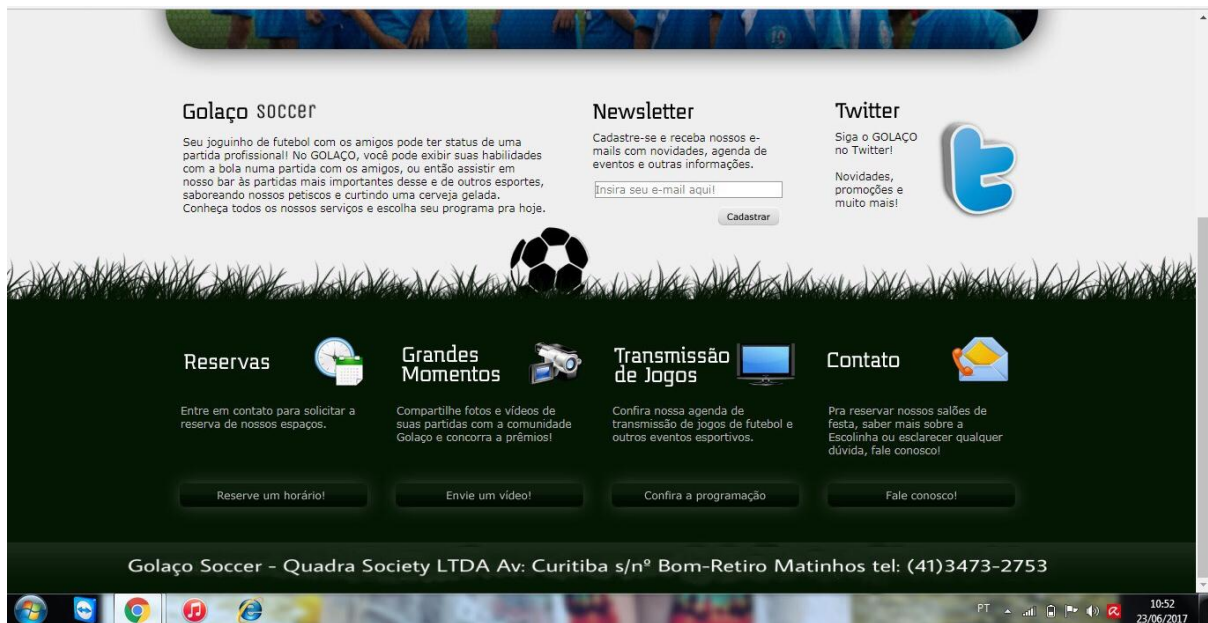 10
Golaço soccer
Seu joguinho de futebol com os amigos pode ter status de uma
partida profissional! No GOLAÇO, você pode exibir suas habilidades
com a bola numa partida com os amigos, ou então assistir em
nosso bar às partidas mais importantes desse e de outros esportes,
saboreando nossos petiscos e curtindo uma cerveja gelada.
Conheça todos os nossos serviços e escolha seu programa pra hoje.
Newsletter
Cadastre-se e receba nossos e-
mails com novidades, agenda de
eventos e outras informações.
Insira seu e-mail aqui!
Cadastrar
Twitter
Siga o GOLAÇO
no Twitter!
Novidades,
promoções e
muito mais!
Reservas
Entre em contato para solicitar a
reserva de nossos espaços.
Reserve um horário!
Grandes
Momentos
Compartilhe fotos e vídeos de
suas partidas com a comunidade
Golaço e concorra a prêmios!
Envie um vídeo!
Transmissão
de Jogos
Confira nossa agenda de
transmissão de jogos de futebol e
outros eventos esportivos.
Confira a programação
Contato
Pra reservar nossos salões de
festa, saber mais sobre a
Escolinha ou esclarecer qualquer
dúvida, fale conosco!
Fale conosco!
Golaço Soccer - Quadra Society LTDA Av: Curitiba s/nº Bom-Retiro Matinhos tel: (41)3473-2753
PT
10:52
23/06/2017